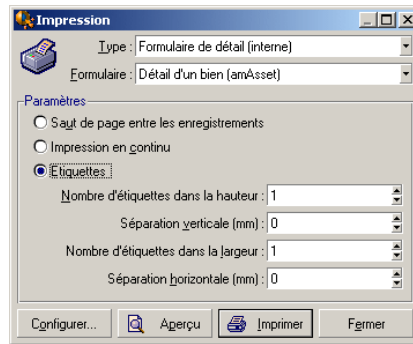 Impression
Type : Formulaire de détail (interne)
Formulaire : Détail d'un bien (amAsset)
Paramètres
Saut de page entre les enregistrements
Impression en continu
Etiquettes
Nombre d'étiquettes dans la hauteur : 1
Séparation verticale (mm) : 0
Nombre d'étiquettes dans la largeur : 1
Séparation horizontale (mm) : 0
Configurer... Aperçu Imprimer Fermer